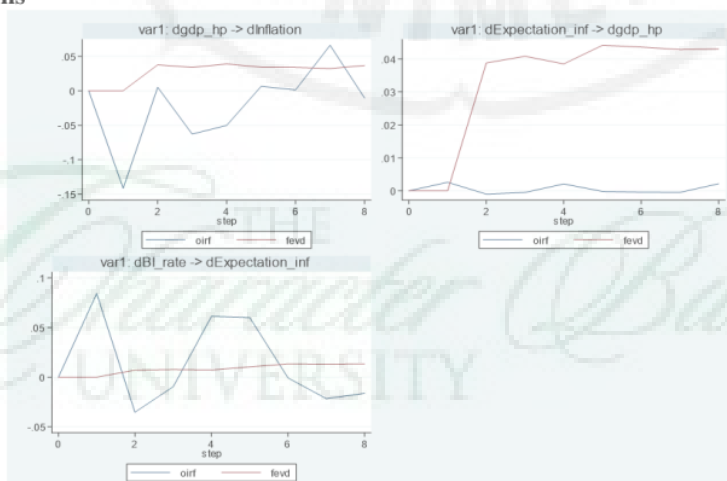 ns
var1: dgdp_hp -> dInflation
.05
0
-.05
-.1
-.15
0 2 4 6 8
step
oirf fevd
var1: dExpectation_inf -> dgdp_hp
.04
.03
.02
.01
0
0 2 4 6 8
step
oirf fevd
var1: dBI_rate -> dExpectation_inf
.1
.05
0
-.05
0 2 4 6 8
step
oirf fevd
THE
Character
UNIVERSITY